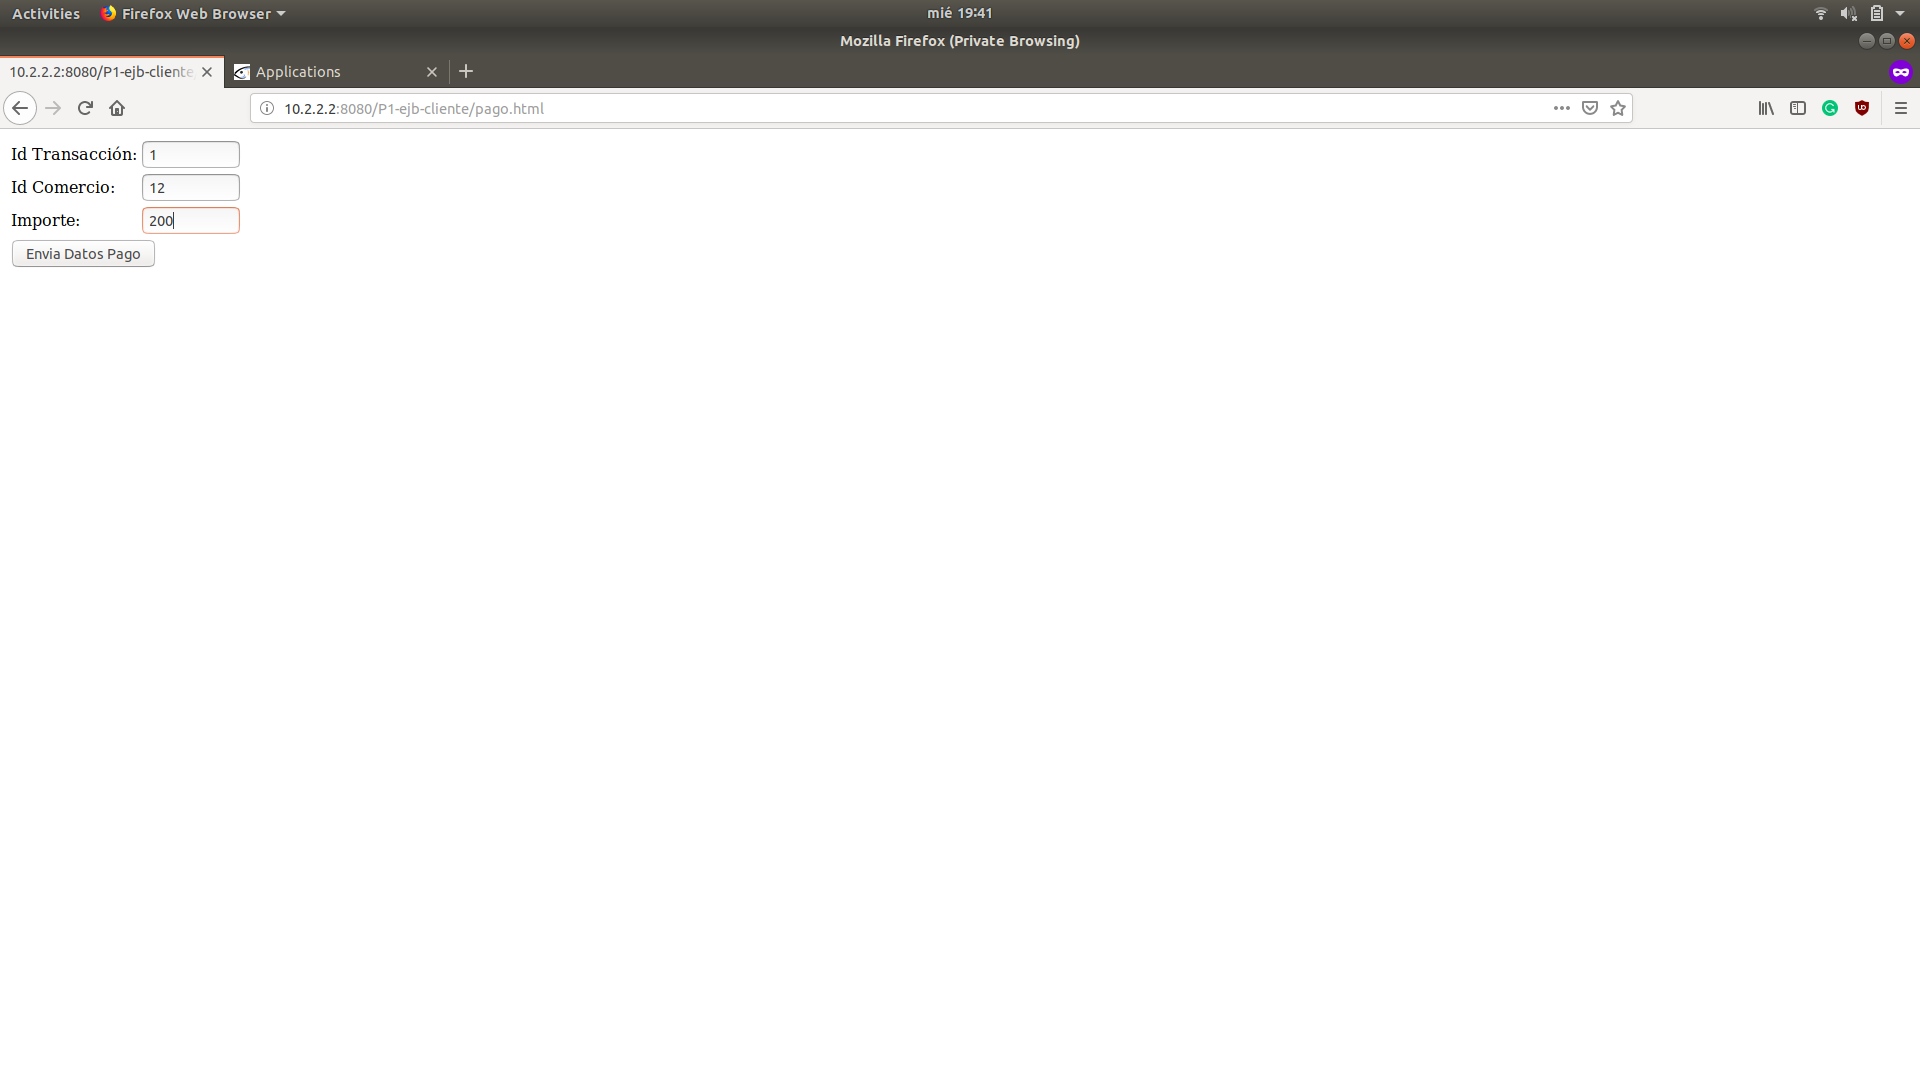 Activities Firefox Web Browser mié 19:41
Mozilla Firefox (Private Browsing)
10.2.2.2:8080/P1-ejb-cliente Applications
10.2.2.2:8080/P1-ejb-cliente/pago.html
Id Transacción: 1
Id Comercio: 12
Importe: 200
Envia Datos Pago